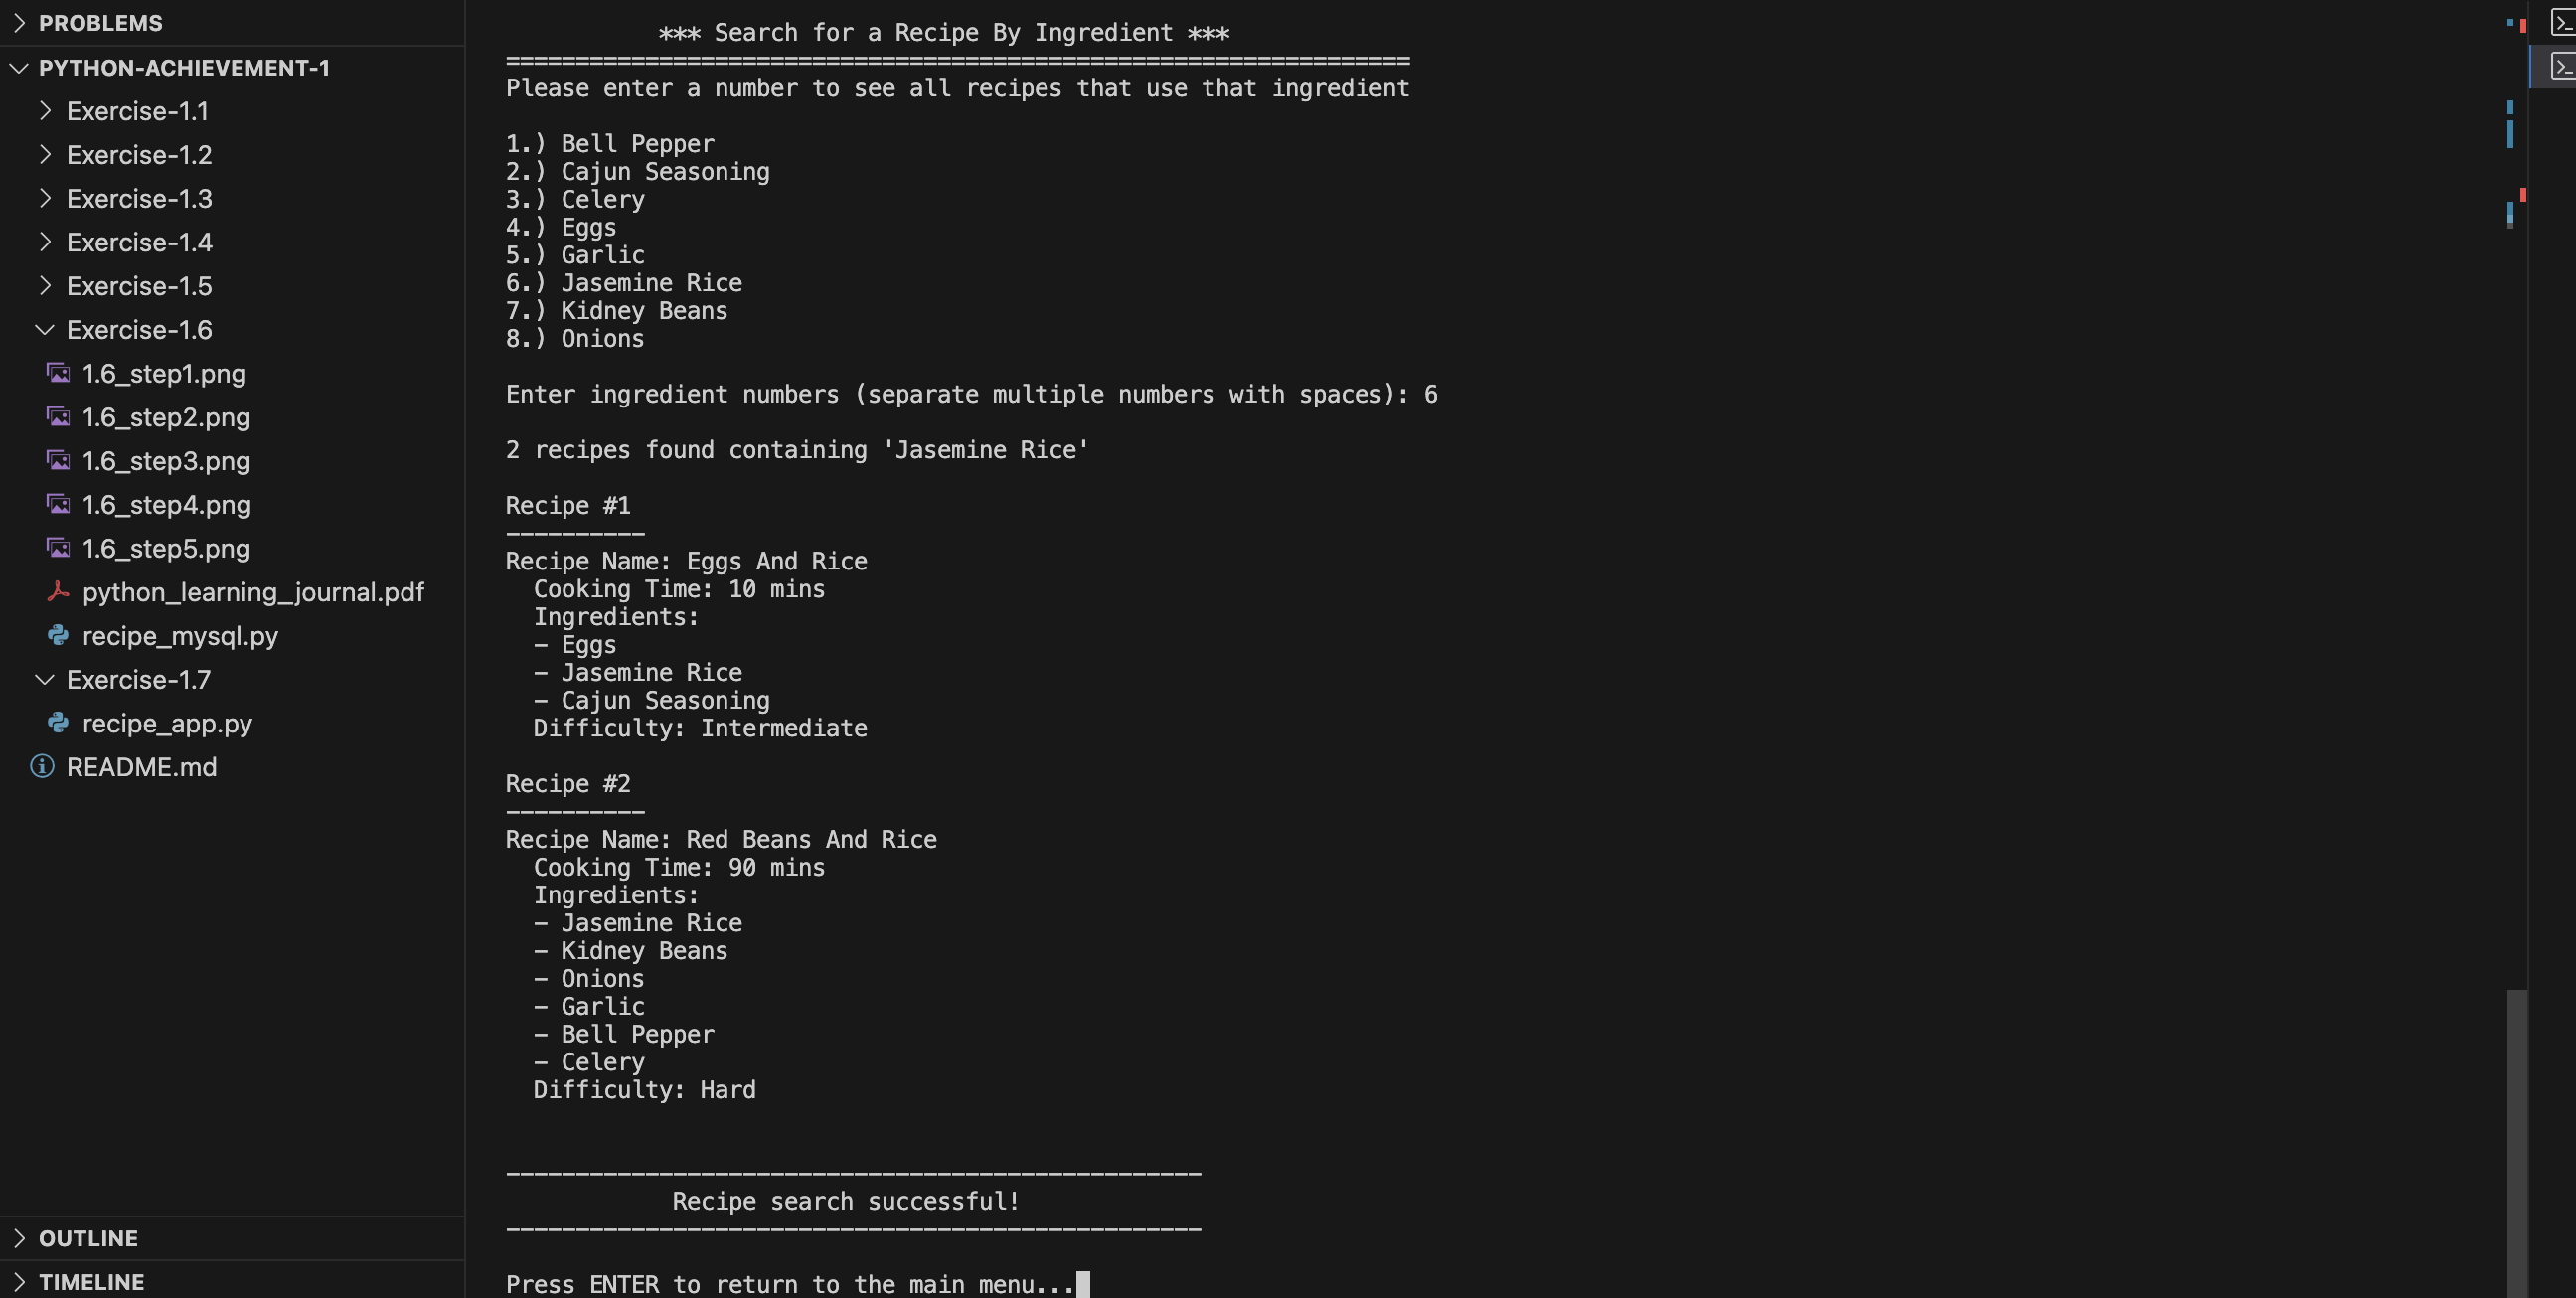 PROBLEMS
PYTHON-ACHIEVEMENT-1
Exercise-1.1
Exercise-1.2
Exercise-1.3
Exercise-1.4
Exercise-1.5
Exercise-1.6
1.6_step1.png
1.6_step2.png
1.6_step3.png
1.6_step4.png
1.6_step5.png
python_learning_journal.pdf
recipe_mysql.py
Exercise-1.7
recipe_app.py
README.md
OUTLINE
TIMELINE
*** Search for a Recipe By Ingredient ***
=================================================================
Please enter a number to see all recipes that use that ingredient
1.) Bell Pepper
2.) Cajun Seasoning
3.) Celery
4.) Eggs
5.) Garlic
6.) Jasemine Rice
7.) Kidney Beans
8.) Onions
Enter ingredient numbers (separate multiple numbers with spaces): 6
2 recipes found containing 'Jasemine Rice'
Recipe #1
----------
Recipe Name: Eggs And Rice
Cooking Time: 10 mins
Ingredients:
- Eggs
- Jasemine Rice
- Cajun Seasoning
Difficulty: Intermediate
Recipe #2
----------
Recipe Name: Red Beans And Rice
Cooking Time: 90 mins
Ingredients:
- Jasemine Rice
- Kidney Beans
- Onions
- Garlic
- Bell Pepper
- Celery
Difficulty: Hard
--------------------------------------------------
Recipe search successful!
--------------------------------------------------
Press ENTER to return to the main menu...